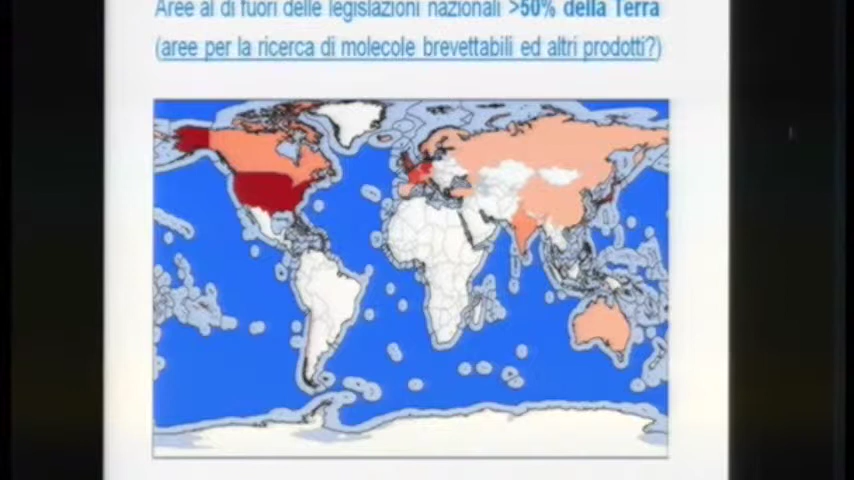 Aree al di fuori delle legislazioni nazionali >50% della Terra
(aree per la ricerca di molecole brevettabili ed altri prodotti?)